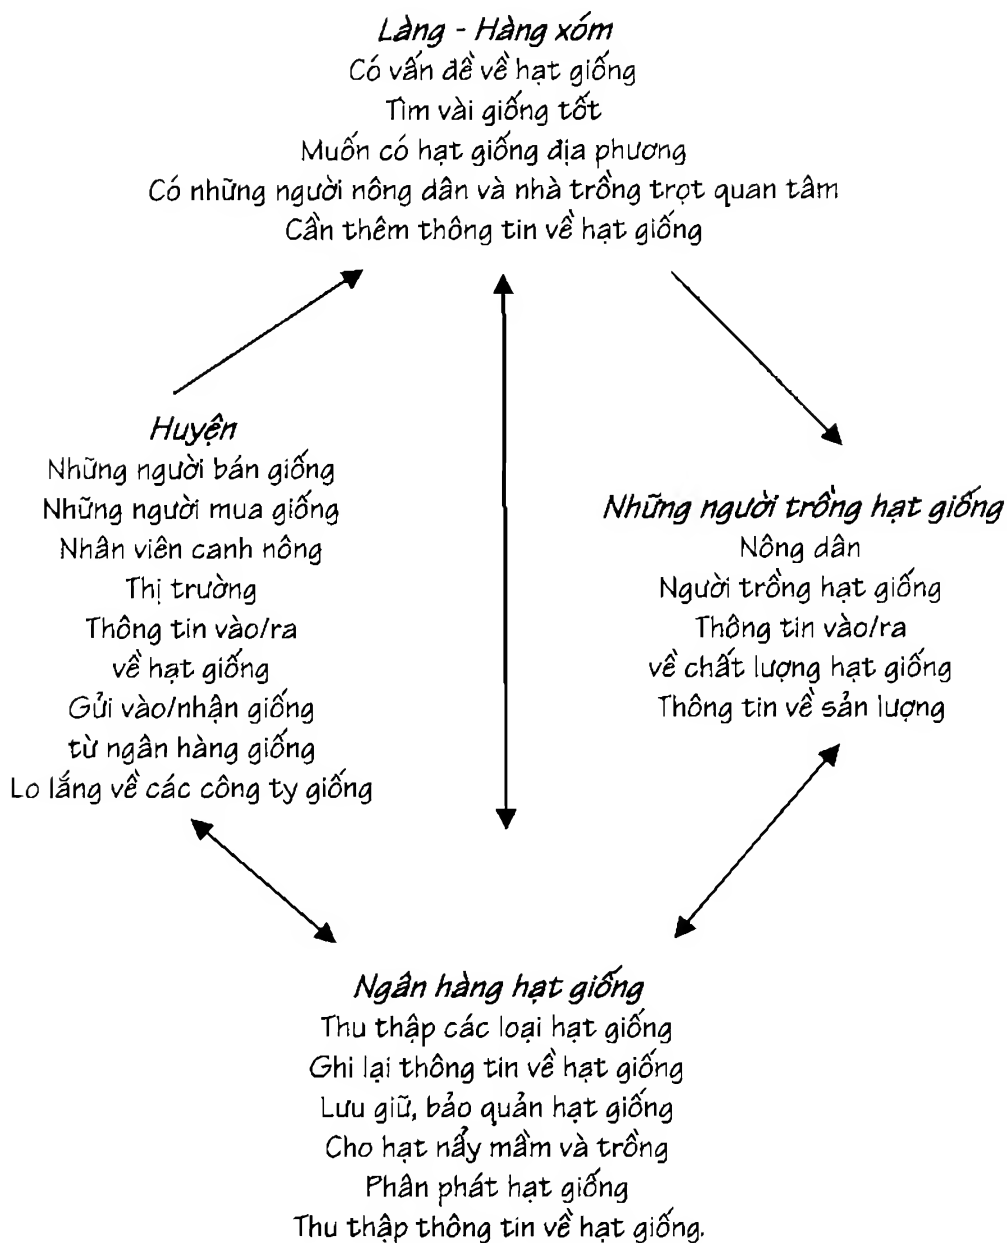 Làng - Hàng xóm
Có vấn đề về hạt giống
Tìm vài giống tốt
Muốn có hạt giống địa phương
Có những người nông dân và nhà trồng trọt quan tâm
Cần thêm thông tin về hạt giống
Huyện
Những người bán giống
Những người mua giống
Nhân viên canh nông
Thị trường
Thông tin vào/ra
về hạt giống
Gửi vào/nhận giống
từ ngân hàng giống
Lo lắng về các công ty giống
Những người trồng hạt giống
Nông dân
Người trồng hạt giống
Thông tin vào/ra
về chất lượng hạt giống
Thông tin về sản lượng
Ngân hàng hạt giống
Thu thập các loại hạt giống
Ghi lại thông tin về hạt giống
Lưu giữ, bảo quản hạt giống
Cho hạt nẩy mầm và trồng
Phân phát hạt giống
Thu thập thông tin về hạt giống.